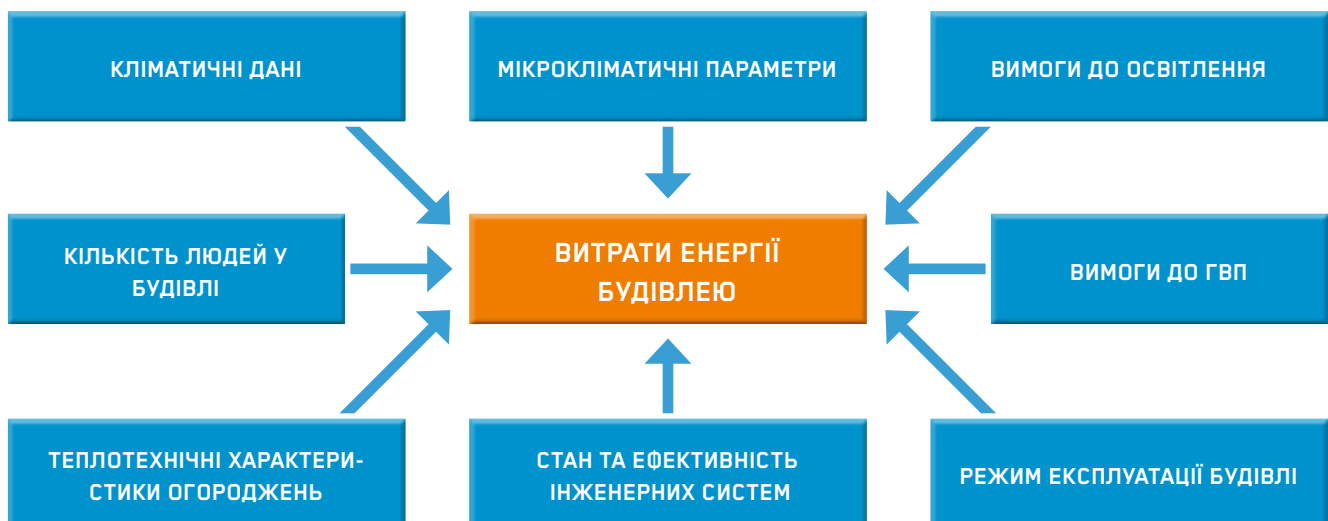 КЛІМАТИЧНІ ДАНІ
МІКРОКЛІМАТИЧНІ ПАРАМЕТРИ
ВИМОГИ ДО ОСВІТЛЕННЯ
КІЛЬКІСТЬ ЛЮДЕЙ У
БУДІВЛІ
ВИТРАТИ ЕНЕРГІЇ
БУДІВЛЕЮ
ВИМОГИ ДО ГВП
ТЕПЛОТЕХНІЧНІ ХАРАКТЕРИ-
СТИКИ ОГОРОДЖЕНЬ
СТАН ТА ЕФЕКТИВНІСТЬ
ІНЖЕНЕРНИХ СИСТЕМ
РЕЖИМ ЕКСПЛУАТАЦІЇ БУДІВЛІ